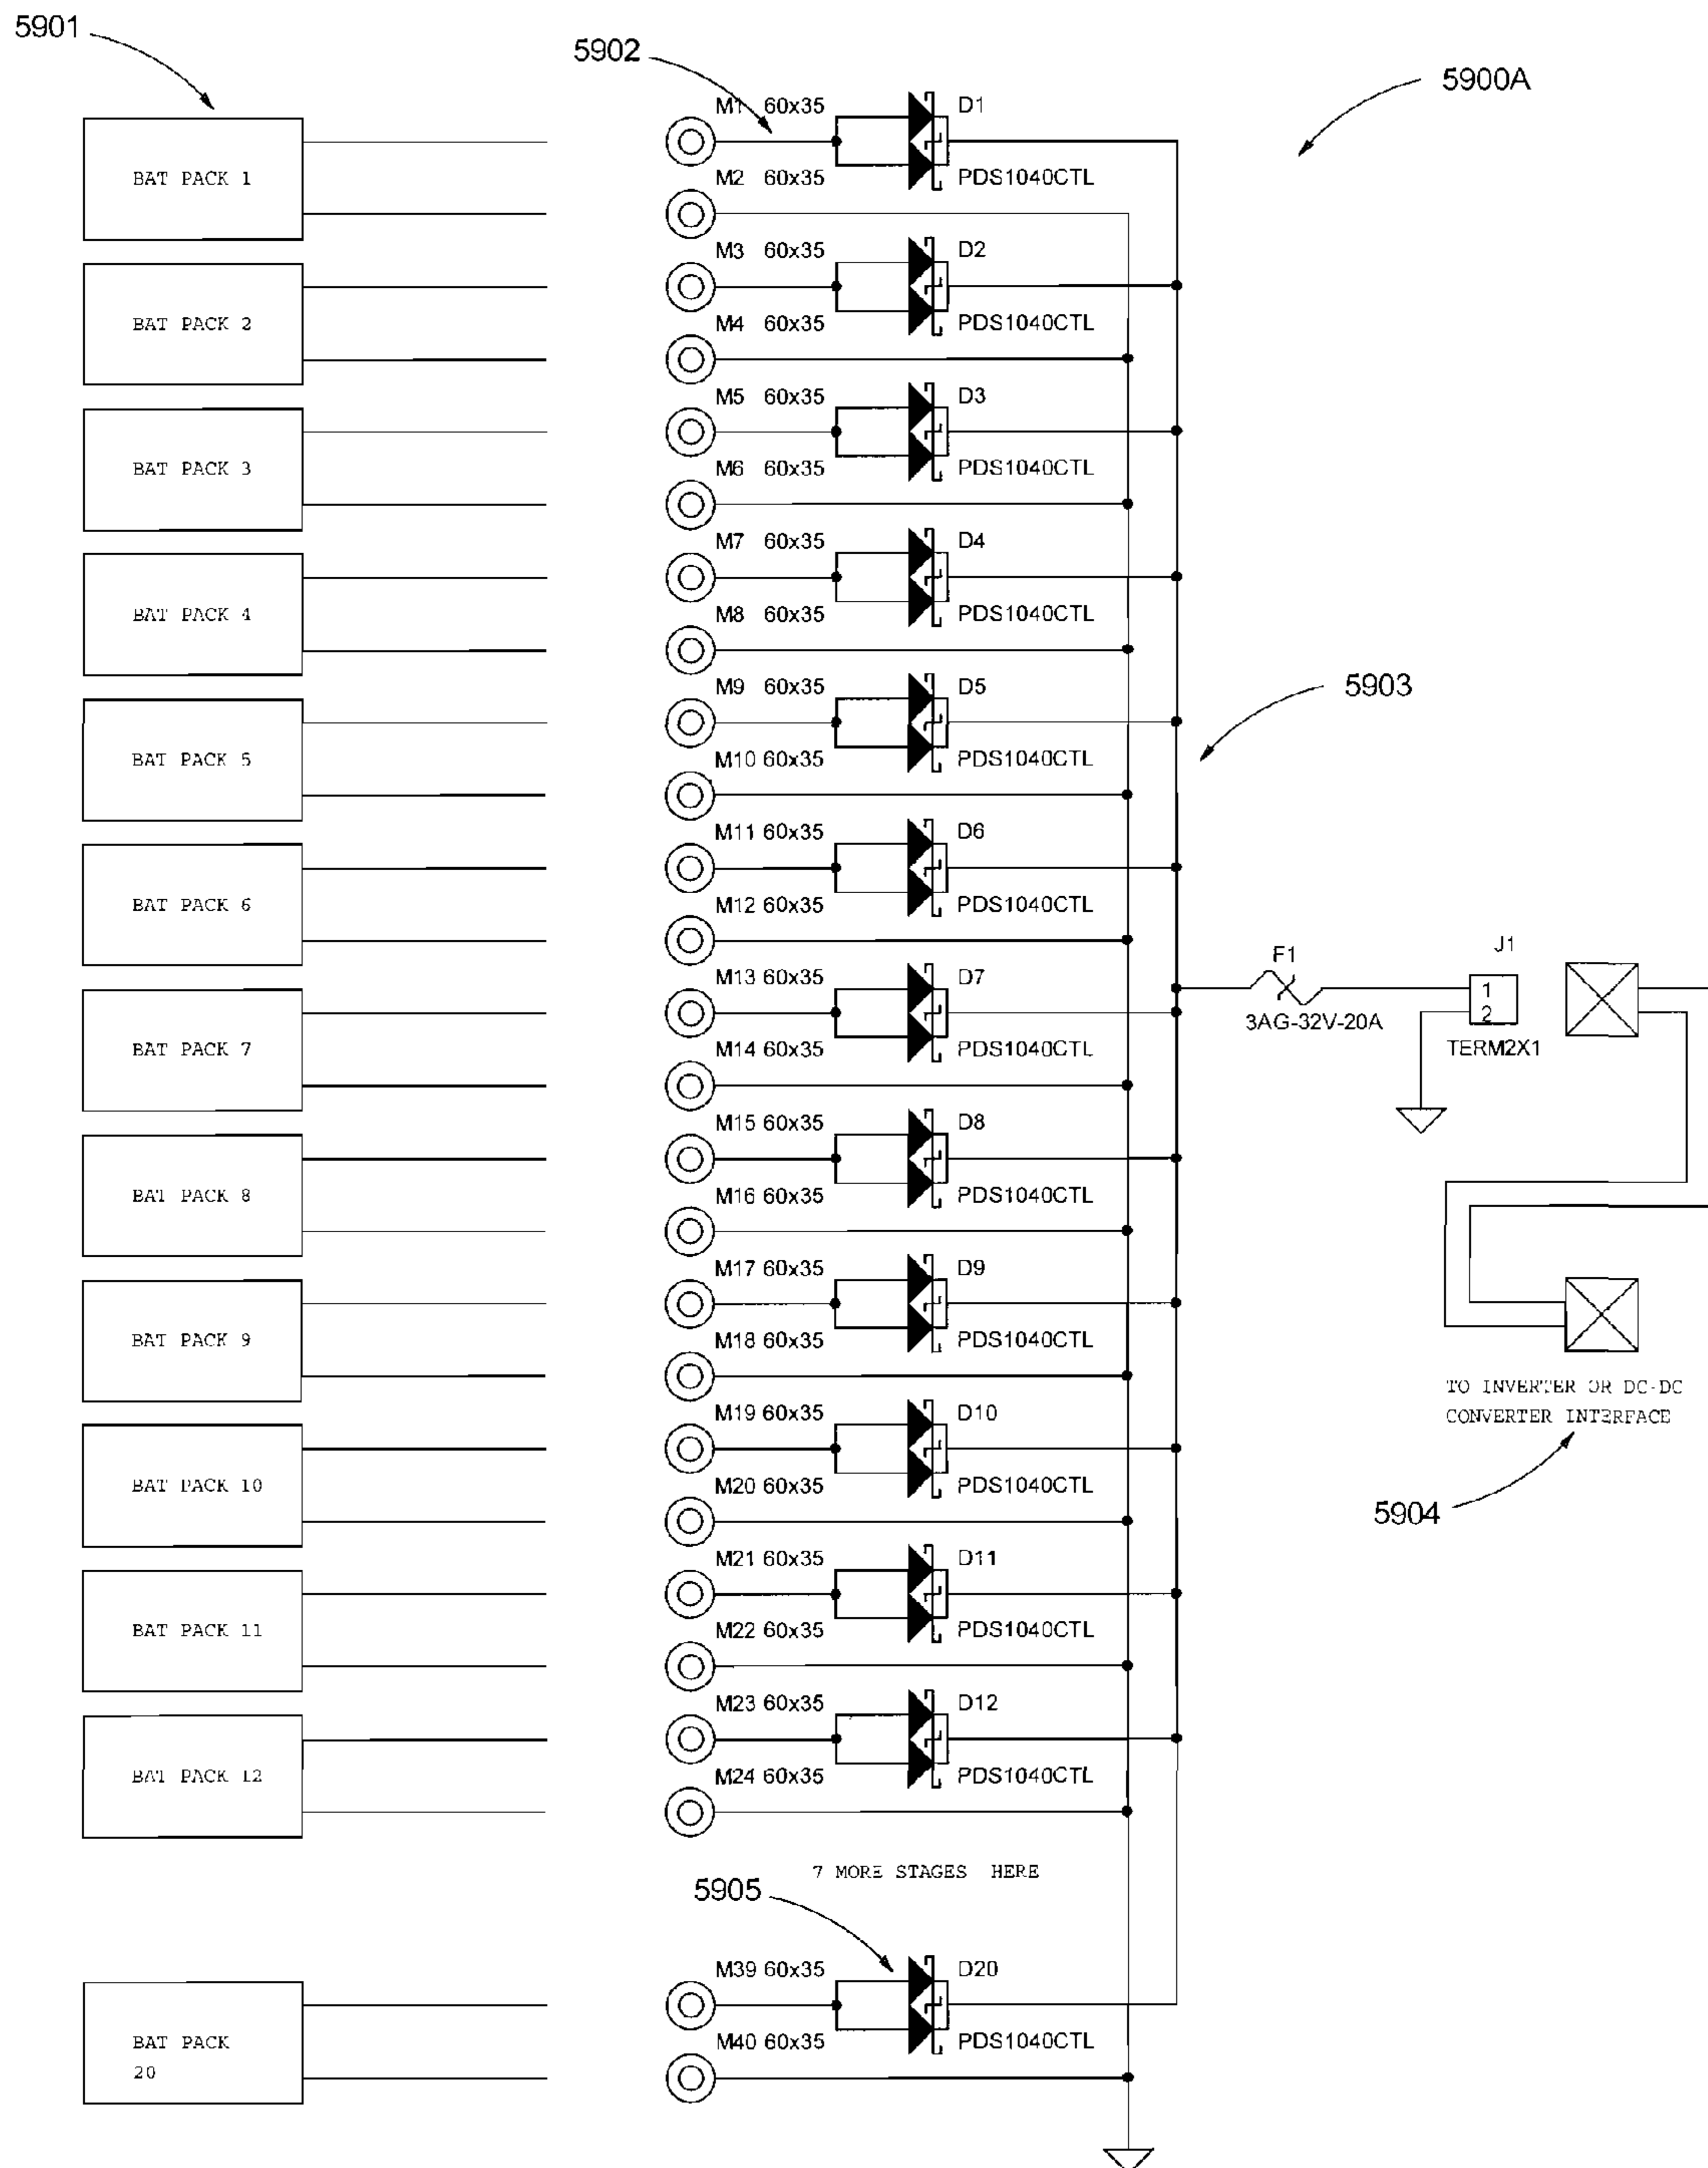 5901
5902
5900A
M1 60x35 D1
BAT PACK 1
M2 60x35 PDS1040CTL
M3 60x35 D2
BAT PACK 2
M4 60x35 PDS1040CTL
M5 60x35 D3
BAT PACK 3
M6 60x35 PDS1040CTL
M7 60x35 D4
BAT PACK 4
M8 60x35 PDS1040CTL
5903
M9 60x35 D5
BAT PACK 5
M10 60x35 PDS1040CTL
M11 60x35 D6
BAT PACK 6
M12 60x35 PDS1040CTL
F1
J1
M13 60x35 D7
1
2
3AG-32V-20A
TERM2X1
BAT PACK 7
M14 60x35 PDS1040CTL
M15 60x35 D8
BAT PACK 8
M16 60x35 PDS1040CTL
M17 60x35 D9
BAT PACK 9
M18 60x35 PDS1040CTL
TO INVERTER OR DC-DC
CONVERTER INTERFACE
5904
M19 60x35 D10
BAT PACK 10
M20 60x35 PDS1040CTL
M21 60x35 D11
BAT PACK 11
M22 60x35 PDS1040CTL
M23 60x35 D12
BAT PACK 12
M24 60x35 PDS1040CTL
7 MORE STAGES HERE
5905
M39 60x35 D20
BAT PACK
20
M40 60x35 PDS1040CTL